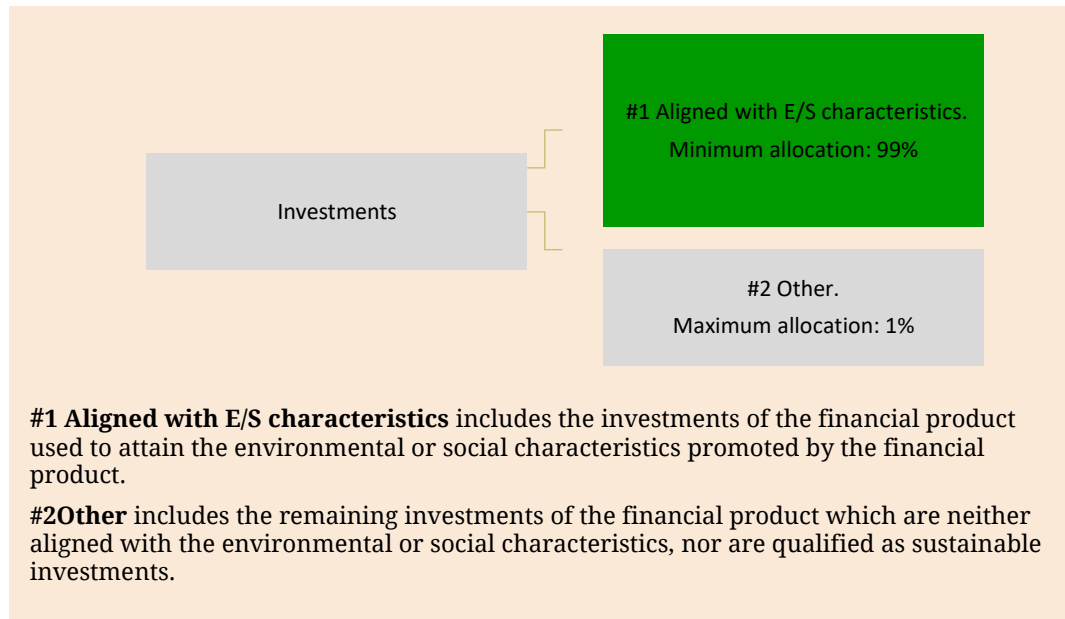 #1 Aligned with E/S characteristics.
Minimum allocation: 99%
Investments
#2 Other.
Maximum allocation: 1%
#1 Aligned with E/S characteristics includes the investments of the financial product
used to attain the environmental or social characteristics promoted by the financial
product.
#2Other includes the remaining investments of the financial product which are neither
aligned with the environmental or social characteristics, nor are qualified as sustainable
investments.